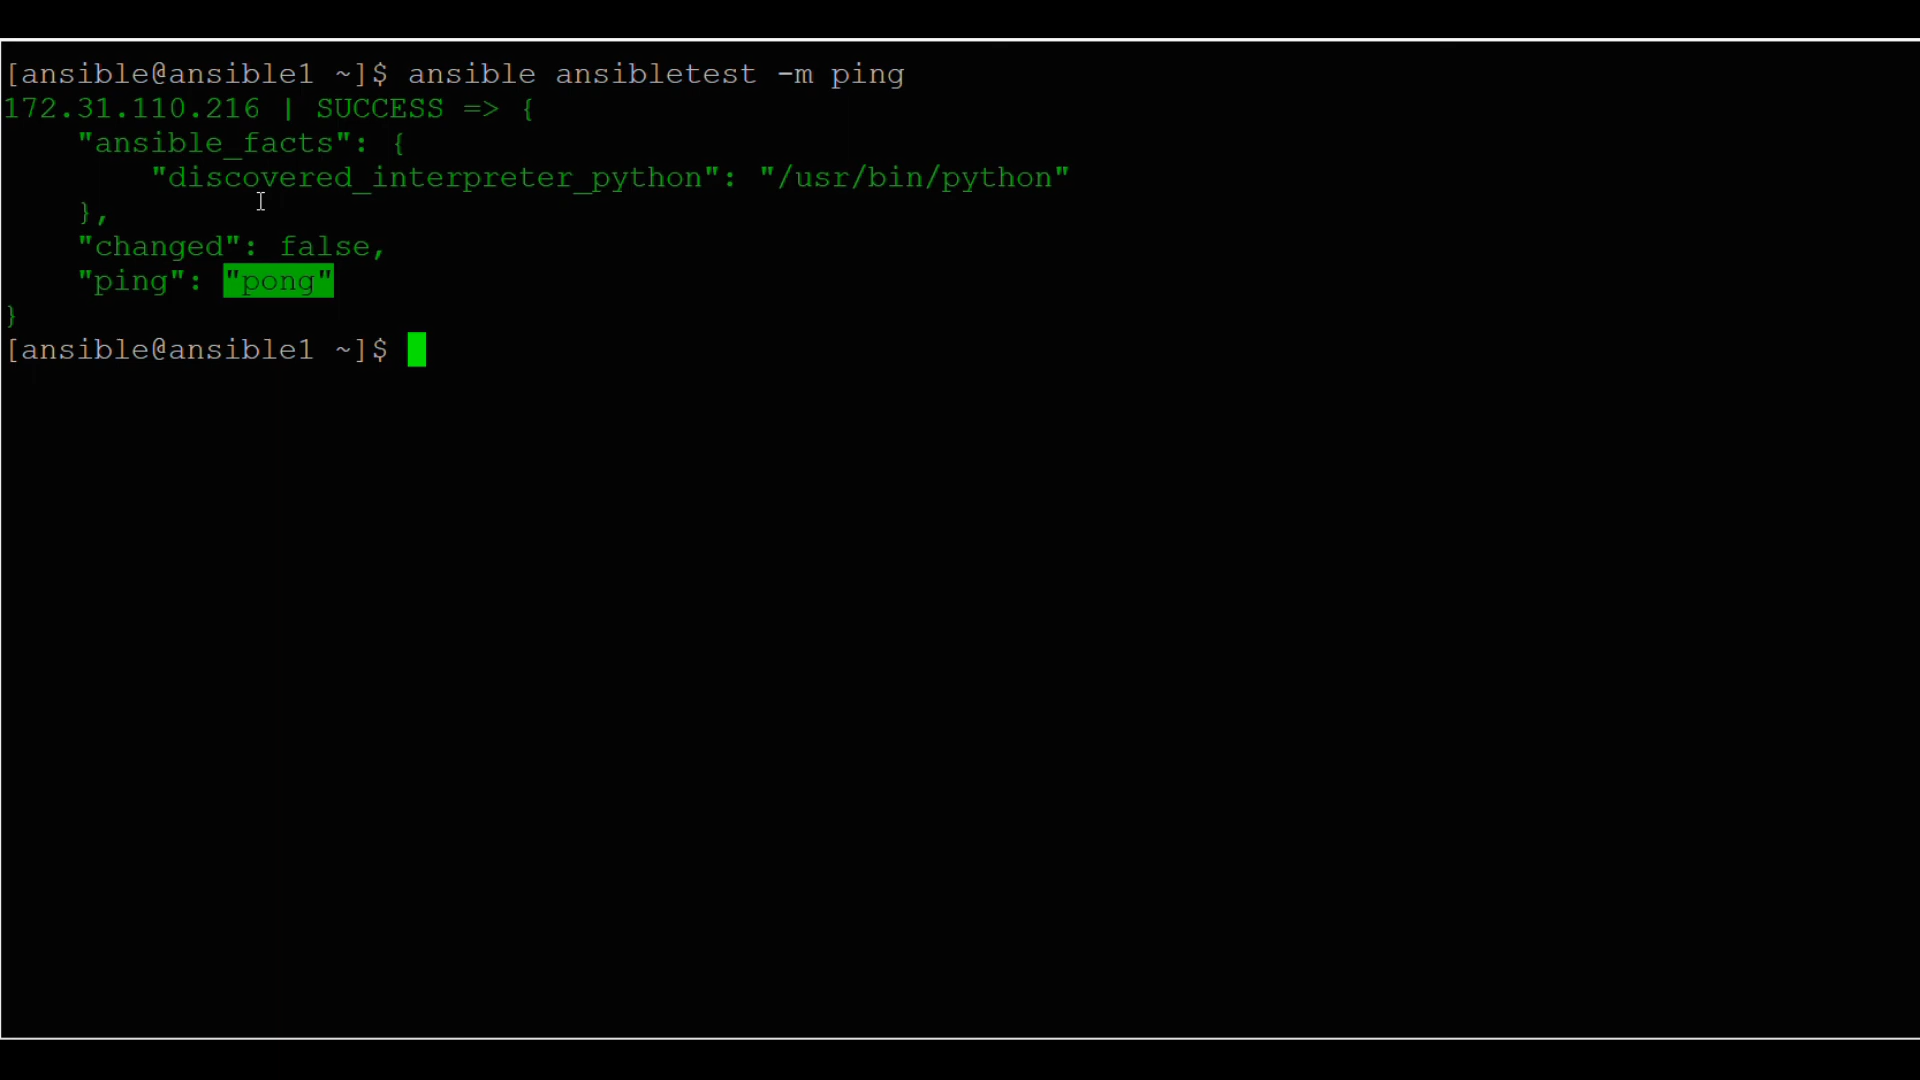 [ansible@ansible1 ~]$ ansible ansibletest -m ping
172.31.110.216 | SUCCESS => {
    "ansible_facts": {
        "discovered_interpreter_python": "/usr/bin/python"
    },
    "changed": false,
    "ping": "pong"
}
[ansible@ansible1 ~]$